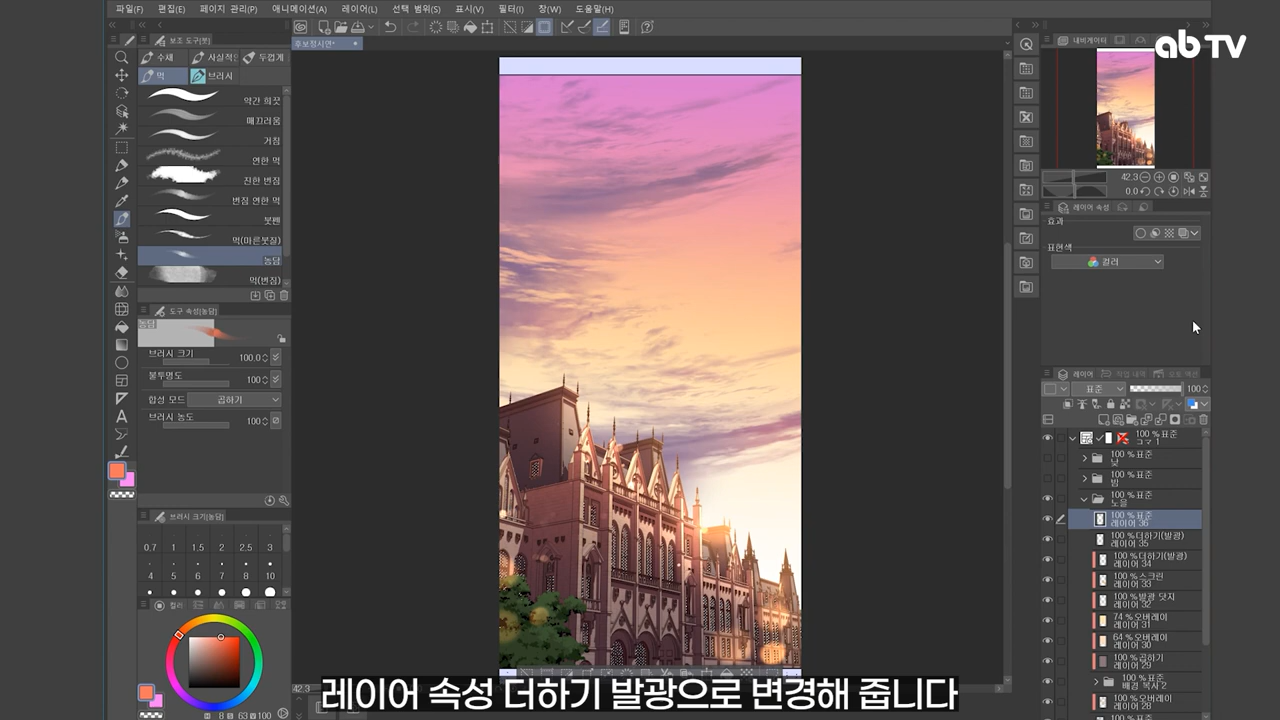 파일(F) 편집(E) 페이지 관리(P) 애니메이션(A) 레이어(L) 선택 범위(S) 표시(V) 필터(I) 창(W) 도움말(H)
abTV
후보정시연*
보조 도구(붓)
수채 사실적 두껍게
먹 브러시
약간 희끗
매끄러움
거침
연한 먹
진한 번짐
번짐 연한 먹
붓펜
먹(마른붓질)
농담
먹(번짐)
도구 속성(농담)
농담
브러시 크기 100.0
불투명도 100
합성 모드 곱하기
브러시 농도 100
브러시 크기(농담)
0.7 1 1.5 2 2.5 3
4 5 6 7 8 10
컬러
8 63 100
42.3
내비게이터
42.3
0.0
레이어 속성
효과
표현색
컬러
레이어
표준 100
100 %표준
코마 1
100 %표준
낮
100 %표준
밤
100 %표준
노을
100 %표준
레이어 36
100 %더하기(발광)
레이어 35
100 %더하기(발광)
레이어 34
100 %스크린
레이어 33
100 %발광 닷지
레이어 32
74 %오버레이
레이어 31
64 %오버레이
레이어 30
100 %곱하기
레이어 29
100 %표준
배경 복사 2
100 %오버레이
레이어 28
100 %표준
레이어 속성 더하기 발광으로 변경해 줍니다